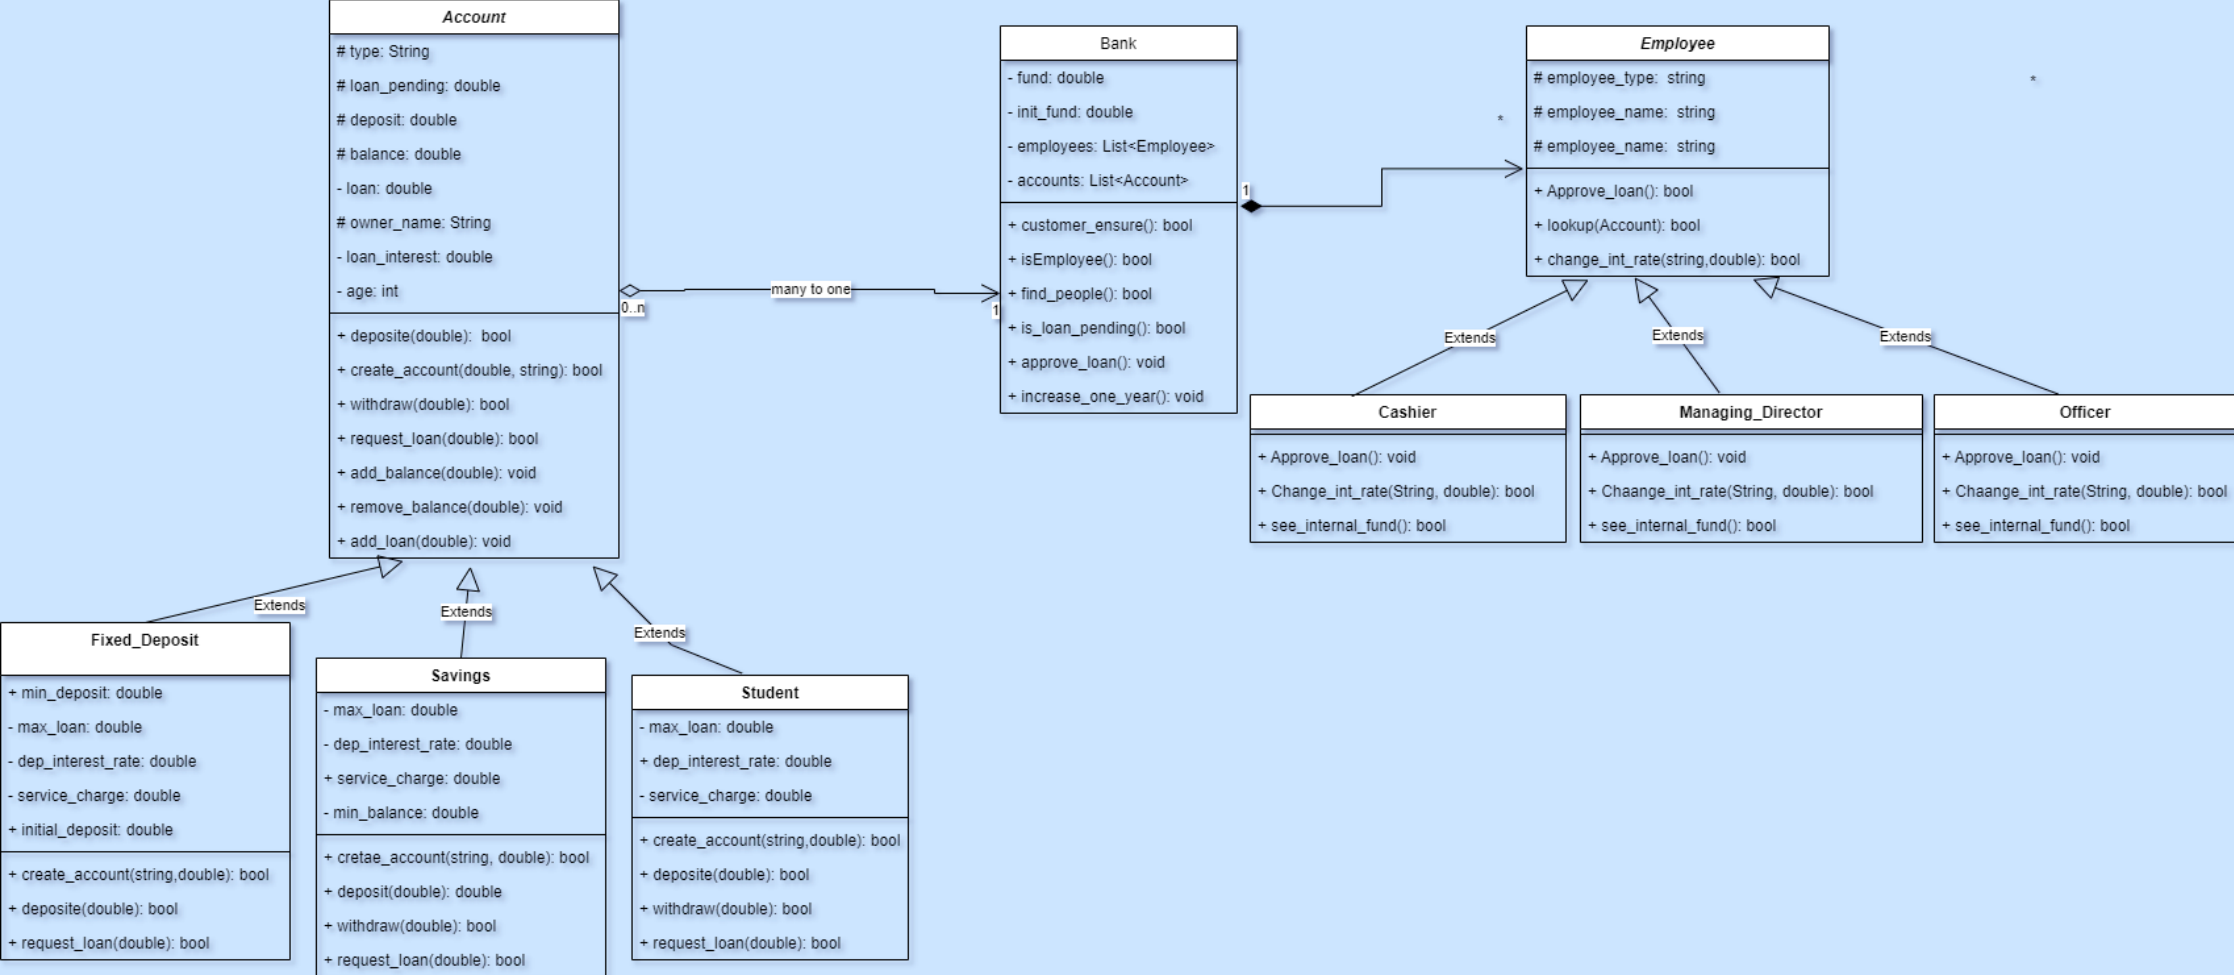 Account
# type: String
# loan_pending: double
# deposit: double
# balance: double
- loan: double
# owner_name: String
- loan_interest: double
- age: int
+ deposite(double):  bool
+ create_account(double, string): bool
+ withdraw(double): bool
+ request_loan(double): bool
+ add_balance(double): void
+ remove_balance(double): void
+ add_loan(double): void
0..n
many to one
1
Bank
- fund: double
- init_fund: double
- employees: List<Employee>
- accounts: List<Account>
+ customer_ensure(): bool
+ isEmployee(): bool
+ find_people(): bool
+ is_loan_pending(): bool
+ approve_loan(): void
+ increase_one_year(): void
1
*
Employee
# employee_type:  string
# employee_name:  string
# employee_name:  string
+ Approve_loan(): bool
+ lookup(Account): bool
+ change_int_rate(string,double): bool
*
Extends
Extends
Extends
Cashier
+ Approve_loan(): void
+ Change_int_rate(String, double): bool
+ see_internal_fund(): bool
Managing_Director
+ Approve_loan(): void
+ Chaange_int_rate(String, double): bool
+ see_internal_fund(): bool
Officer
+ Approve_loan(): void
+ Chaange_int_rate(String, double): bool
+ see_internal_fund(): bool
Extends
Extends
Extends
Fixed_Deposit
+ min_deposit: double
- max_loan: double
- dep_interest_rate: double
- service_charge: double
+ initial_deposit: double
+ create_account(string,double): bool
+ deposite(double): bool
+ request_loan(double): bool
Savings
- max_loan: double
- dep_interest_rate: double
+ service_charge: double
- min_balance: double
+ cretae_account(string, double): bool
+ deposit(double): double
+ withdraw(double): bool
+ request_loan(double): bool
Student
- max_loan: double
+ dep_interest_rate: double
- service_charge: double
+ create_account(string,double): bool
+ deposite(double): bool
+ withdraw(double): bool
+ request_loan(double): bool